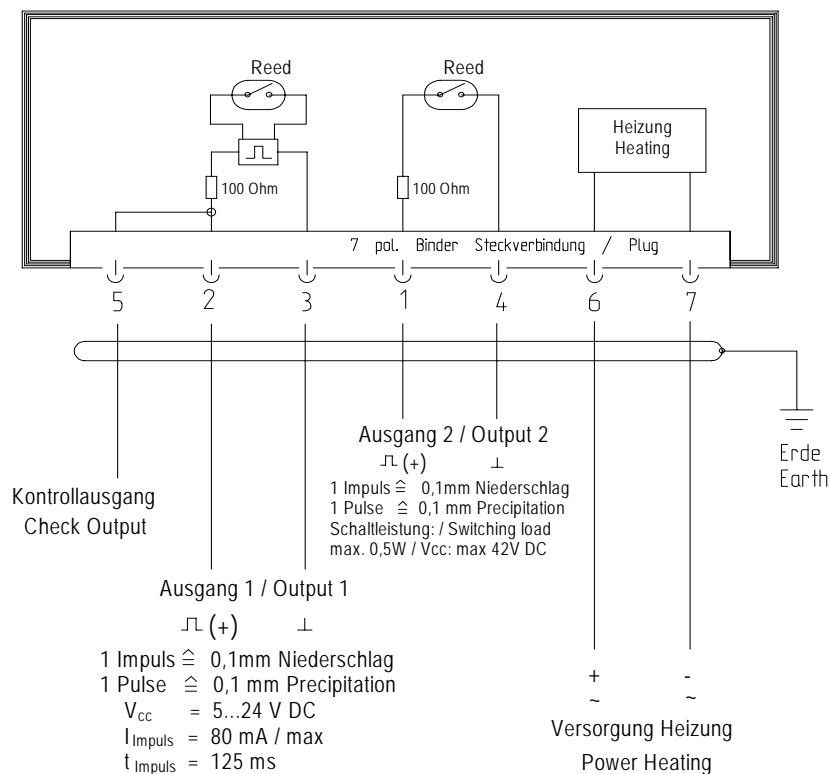 Reed
Reed
Heizung
Heating
100 Ohm
100 Ohm
7 pol. Binder Steckverbindung / Plug
5 2 3 1 4 6 7
Erde
Earth
Kontrollausgang
Check Output
Ausgang 2 / Output 2
(+) ⊥
1 Impuls ≙ 0,1mm Niederschlag
1 Pulse ≙ 0,1 mm Precipitation
Schaltleistung: / Switching load
max. 0,5W / Vcc: max 42V DC
Ausgang 1 / Output 1
(+) ⊥
1 Impuls ≙ 0,1mm Niederschlag
1 Pulse ≙ 0,1 mm Precipitation
Vcc = 5...24 V DC
I Impuls = 80 mA / max
t Impuls = 125 ms
+ -
~ ~
Versorgung Heizung
Power Heating